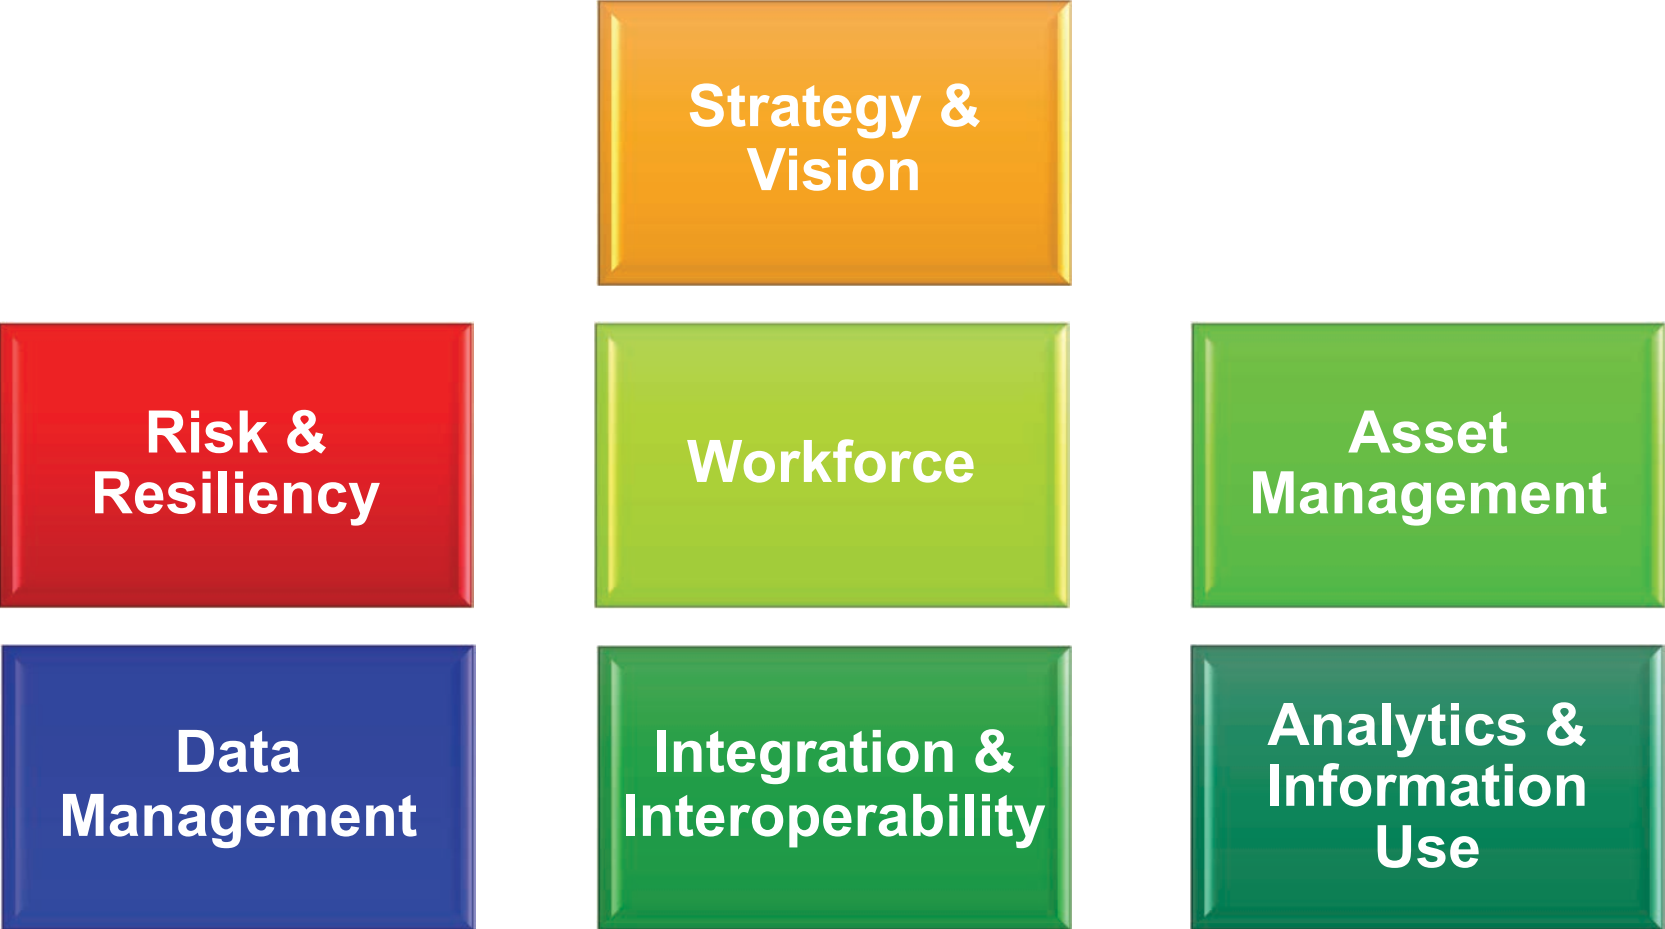 Strategy &
Vision
Risk &
Resiliency
Workforce
Asset
Management
Data
Management
Integration &
Interoperability
Analytics &
Information
Use